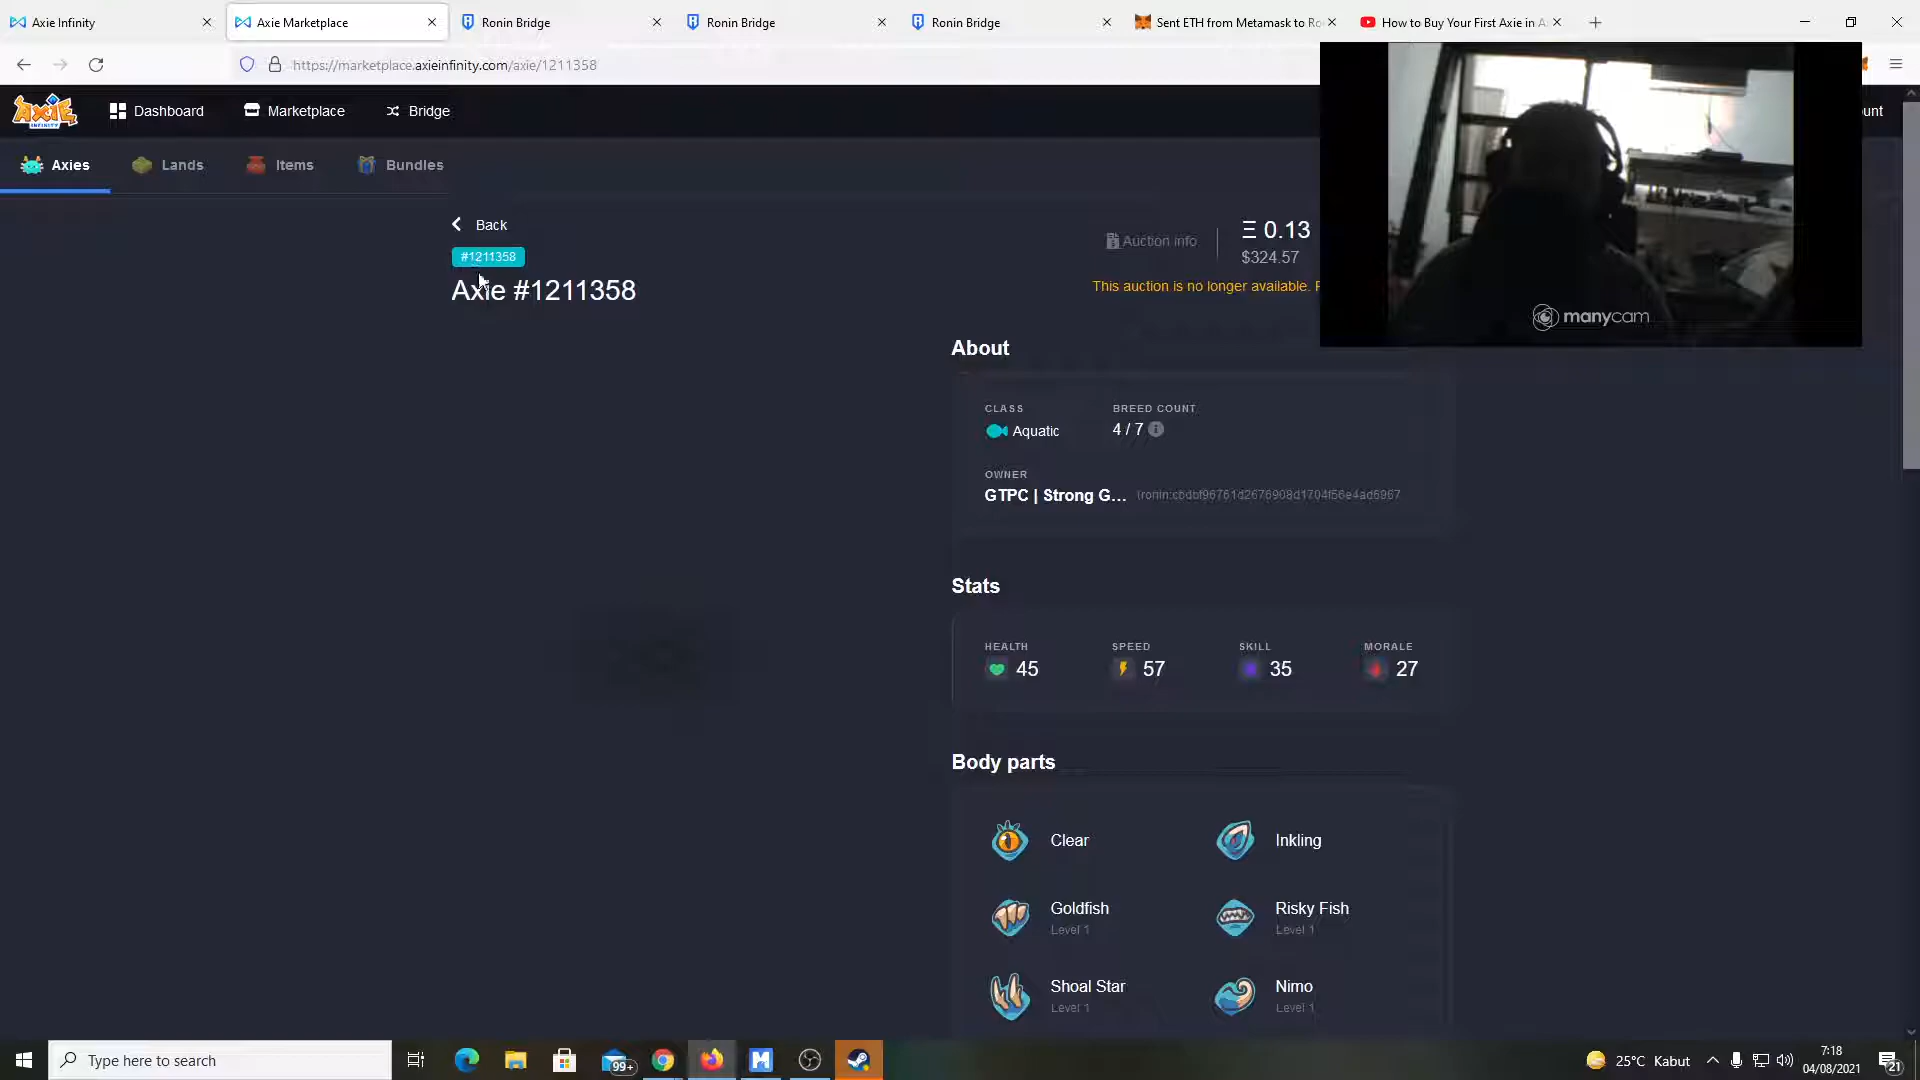 Axie Infinity
Axie Marketplace
Ronin Bridge
Ronin Bridge
Ronin Bridge
Sent ETH from Metamask to Ro
How to Buy Your First Axie in A
https://marketplace.axieinfinity.com/axie/1211358
AXIE
INFINITY
Dashboard
Marketplace
Bridge
ount
Axies
Lands
Items
Bundles
Back
#1211358
Axie #1211358
Auction info
Ξ 0.13
$324.57
This auction is no longer available.
manycam
About
CLASS
BREED COUNT
Aquatic
4 / 7
OWNER
GTPC | Strong G...
Stats
HEALTH
SPEED
SKILL
MORALE
45
57
35
27
Body parts
Clear
Inkling
Goldfish
Level 1
Risky Fish
Level 1
Shoal Star
Level 1
Nimo
Level 1
Type here to search
99+
25°C Kabut
7:18
04/08/2021
21